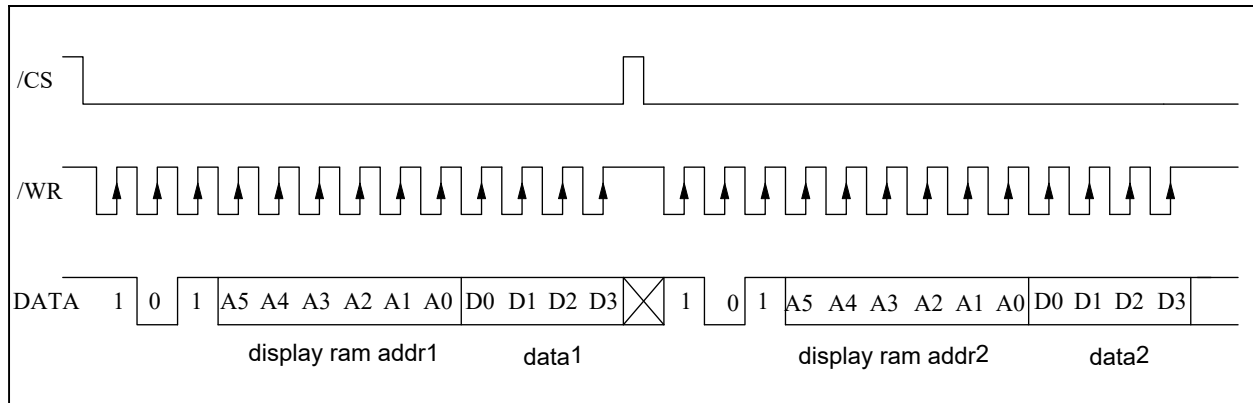 /CS
/WR
DATA 1 0 1 A5 A4 A3 A2 A1 A0 D0 D1 D2 D3 1 0 1 A5 A4 A3 A2 A1 A0 D0 D1 D2 D3
display ram addr1 data1 display ram addr2 data2